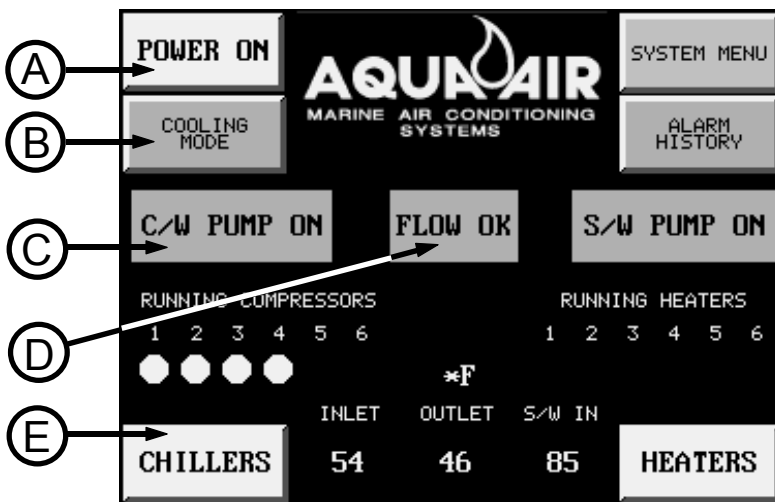 A
POWER ON
AQUA AIR
MARINE AIR CONDITIONING
SYSTEMS
SYSTEM MENU
B
COOLING
MODE
ALARM
HISTORY
C
C/W PUMP ON
FLOW OK
S/W PUMP ON
D
RUNNING COMPRESSORS
RUNNING HEATERS
1 2 3 4 5 6
1 2 3 4 5 6
*F
E
INLET OUTLET S/W IN
CHILLERS
54 46 85
HEATERS